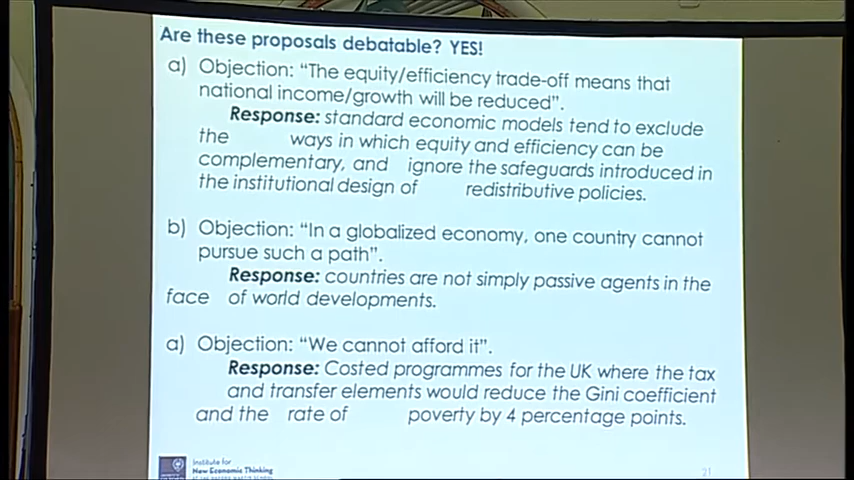 Are these proposals debatable? YES!
a) Objection: “The equity/efficiency trade-off means that
national income/growth will be reduced”.
Response: standard economic models tend to exclude
the ways in which equity and efficiency can be
complementary, and ignore the safeguards introduced in
the institutional design of redistributive policies.
b) Objection: “In a globalized economy, one country cannot
pursue such a path”.
Response: countries are not simply passive agents in the
face of world developments.
a) Objection: “We cannot afford it”.
Response: Costed programmes for the UK where the tax
and transfer elements would reduce the Gini coefficient
and the rate of poverty by 4 percentage points.
Institute for
New Economic Thinking
21